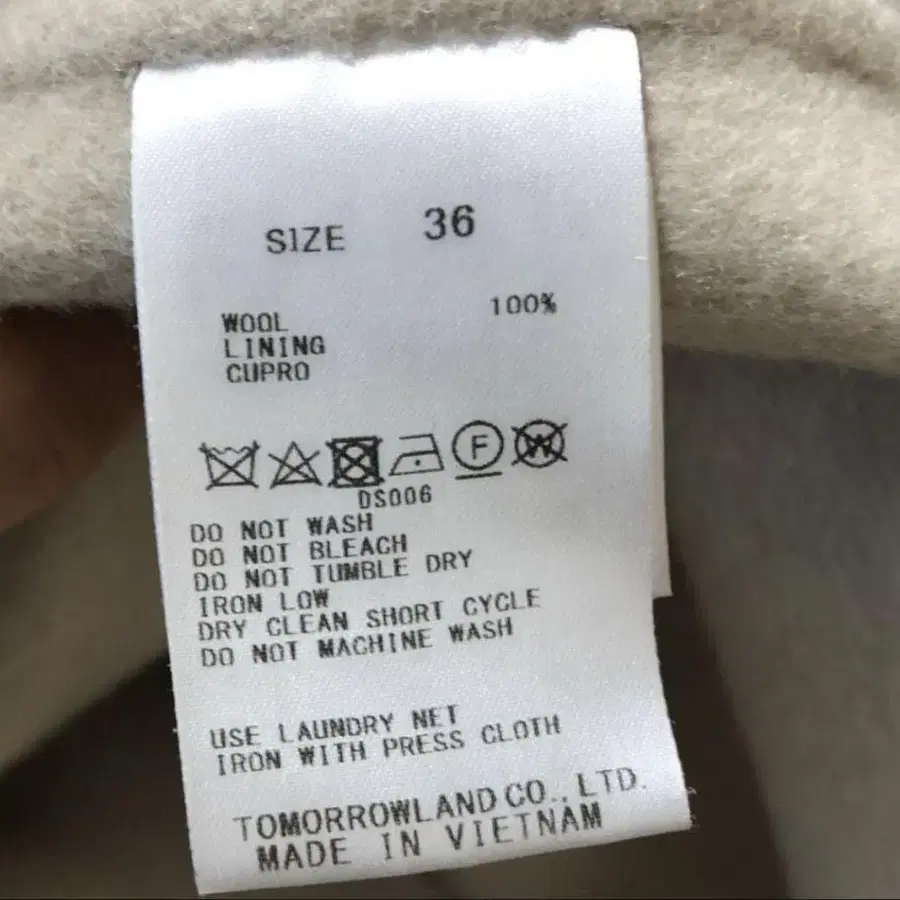 SIZE 36
WOOL 100%
LINING
CUPRO
F W
DS006
DO NOT WASH
DO NOT BLEACH
DO NOT TUMBLE DRY
IRON LOW
DRY CLEAN SHORT CYCLE
DO NOT MACHINE WASH
USE LAUNDRY NET
IRON WITH PRESS CLOTH
TOMORROWLAND CO., LTD.
MADE IN VIETNAM